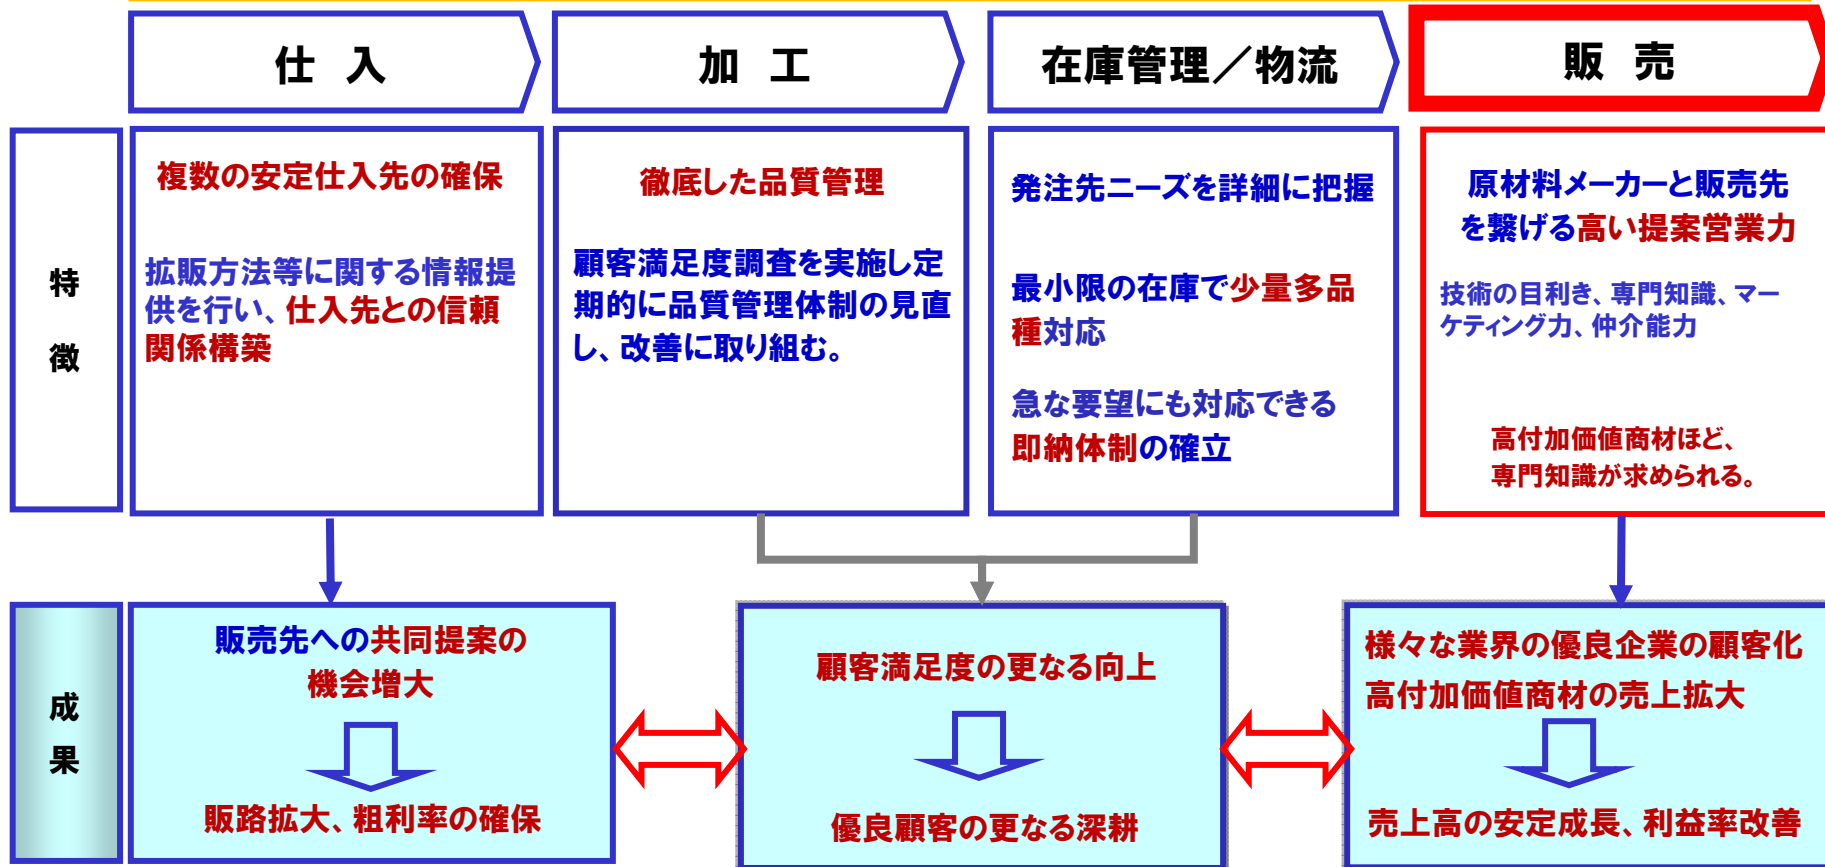 仕 入
加 工
在庫管理／物流
販 売
特
徴
複数の安定仕入先の確保
拡販方法等に関する情報提
供を行い、仕入先との信頼
関係構築
徹底した品質管理
顧客満足度調査を実施し定
期的に品質管理体制の見直
し、改善に取り組む。
発注先ニーズを詳細に把握
最小限の在庫で少量多品
種対応
急な要望にも対応できる
即納体制の確立
原材料メーカーと販売先
を繋げる高い提案営業力
技術の目利き、専門知識、マー
ケティング力、仲介能力
高付加価値商材ほど、
専門知識が求められる。
成
果
販売先への共同提案の
機会増大
販路拡大、粗利率の確保
顧客満足度の更なる向上
優良顧客の更なる深耕
様々な業界の優良企業の顧客化
高付加価値商材の売上拡大
売上高の安定成長、利益率改善